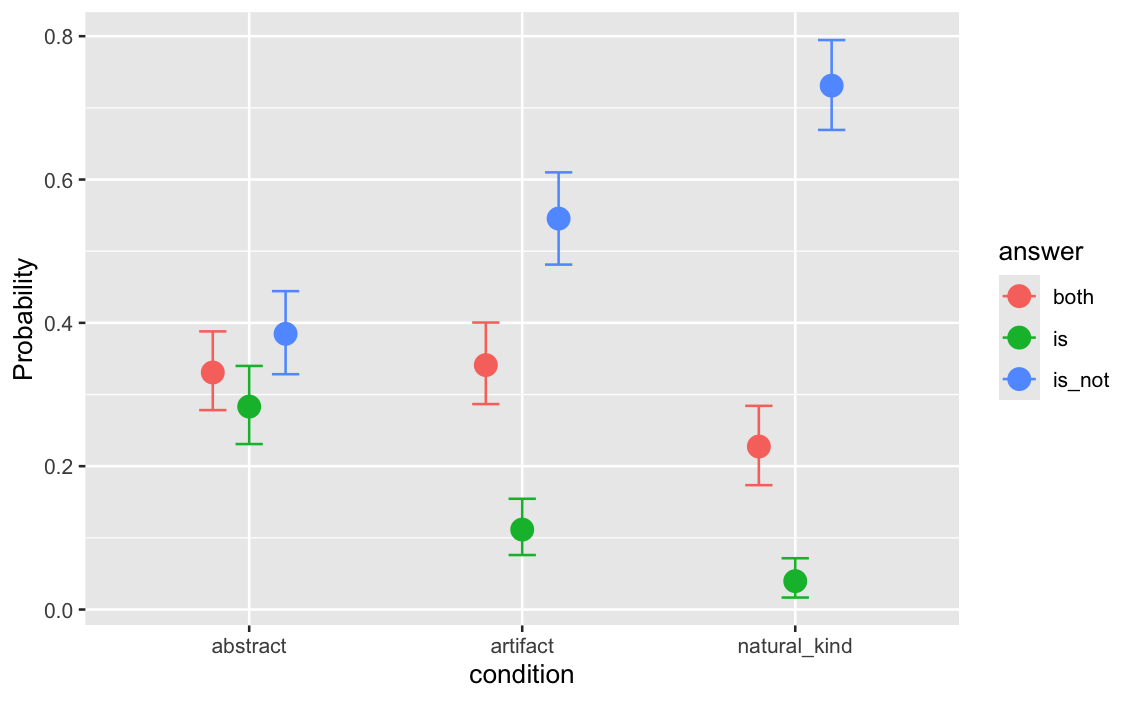 0.8
0.6
0.4
0.2
0.0
Probability
abstract
artifact
natural_kind
condition
answer
both
is
is_not